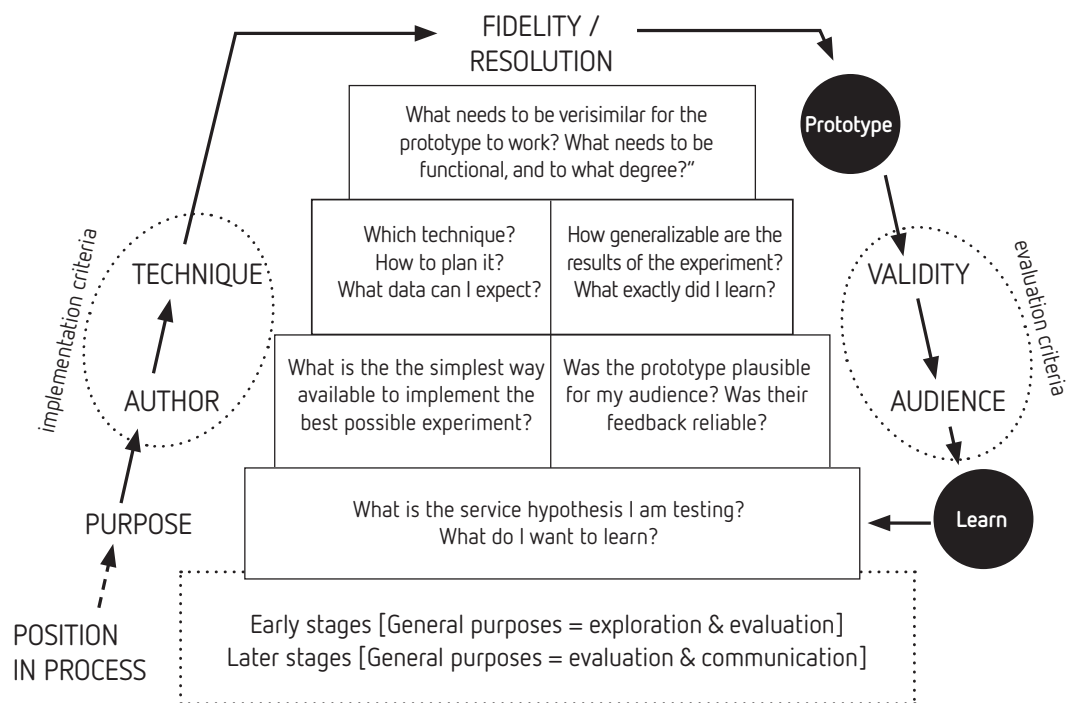 FIDELITY /
RESOLUTION
What needs to be verisimilar for the
prototype to work? What needs to be
functional, and to what degree?”
Prototype
Which technique?
How to plan it?
What data can I expect?
How generalizable are the
results of the experiment?
What exactly did I learn?
implementation criteria
TECHNIQUE
VALIDITY
evaluation criteria
What is the the simplest way
available to implement the
best possible experiment?
Was the prototype plausible
for my audience? Was their
feedback reliable?
AUTHOR
AUDIENCE
What is the service hypothesis I am testing?
What do I want to learn?
PURPOSE
Learn
POSITION
IN PROCESS
Early stages [General purposes = exploration & evaluation]
Later stages [General purposes = evaluation & communication]